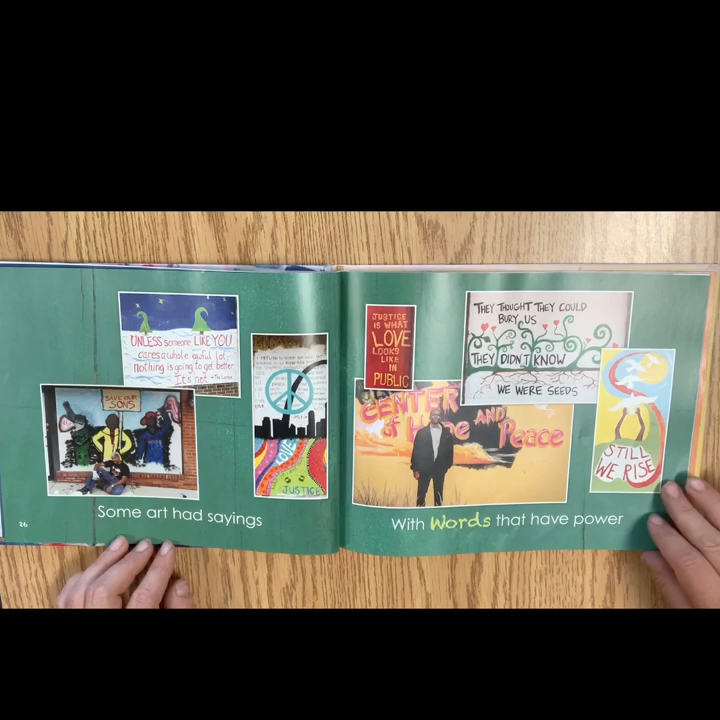 UNLESS someone LIKE YOU
cares a whole awful lot,
nothing is going to get better
It's not. -The Lorax
SAVE OUR
SONS
LOVE
JUSTICE
26
Some art had sayings
JUSTICE
IS WHAT
LOVE
LOOKS
LIKE
IN
PUBLIC
THEY THOUGHT THEY COULD
BURY US
THEY DIDN'T KNOW
WE WERE SEEDS
CENTER
of Hope AND
Peace
STILL
WE RISE
With Words that have power